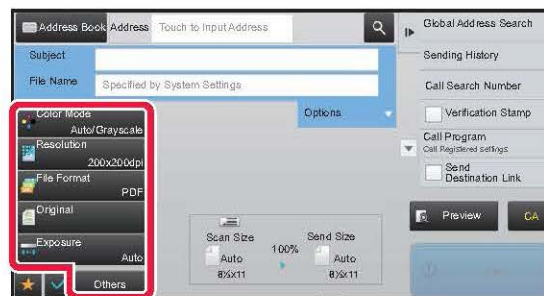 Address Book Address Touch to Input Address
Subject
File Name Specified by System Settings
Options
Color Mode
Auto/Grayscale
Resolution
200x200dpi
File Format
PDF
Original
Exposure
Auto
Others
Scan Size
Auto
8½x11
100%
Send Size
Auto
8½x11
Global Address Search
Sending History
Call Search Number
Verification Stamp
Call Program
Call Registered settings
Send
Destination Link
Preview CA